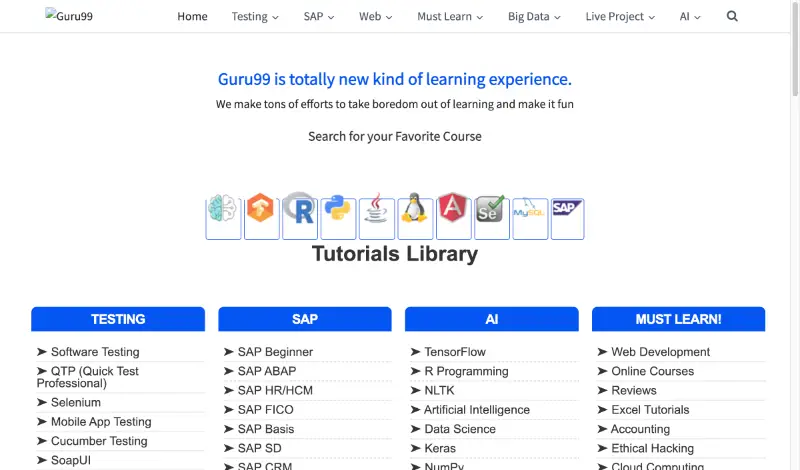 Guru99
Home
Testing
SAP
Web
Must Learn
Big Data
Live Project
AI
Guru99 is totally new kind of learning experience.
We make tons of efforts to take boredom out of learning and make it fun
Search for your Favorite Course
R
Se
MySQL
SAP
Tutorials Library
TESTING
➤ Software Testing
➤ QTP (Quick Test
Professional)
➤ Selenium
➤ Mobile App Testing
➤ Cucumber Testing
➤ SoapUI
SAP
➤ SAP Beginner
➤ SAP ABAP
➤ SAP HR/HCM
➤ SAP FICO
➤ SAP Basis
➤ SAP SD
➤ SAP CRM
AI
➤ TensorFlow
➤ R Programming
➤ NLTK
➤ Artificial Intelligence
➤ Data Science
➤ Keras
➤ NumPy
MUST LEARN!
➤ Web Development
➤ Online Courses
➤ Reviews
➤ Excel Tutorials
➤ Accounting
➤ Ethical Hacking
➤ Cloud Computing